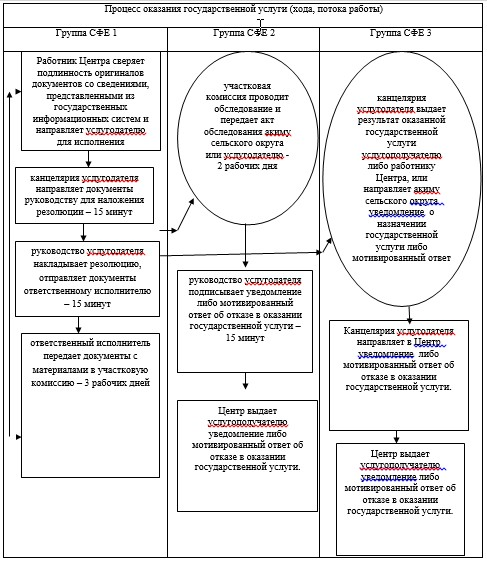 Процесс оказания государственной услуги (хода, потока работы)
Группа СФЕ 1
Группа СФЕ 2
Группа СФЕ 3
Работник Центра сверяет
подлинность оригиналов
документов со сведениями,
представленными из
государственных
информационных систем и
направляет услугодателю
для исполнения
канцелярия услугодателя
направляет документы
руководству для наложения
резолюции – 15 минут
руководство услугодателя
накладывает резолюцию,
отправляет документы
ответственному исполнителю
– 15 минут
ответственный исполнитель
передает документы с
материалами в участковую
комиссию – 3 рабочих дней
участковая
комиссия проводит
обследование и
передает акт
обследования акиму
сельского округа
или услугодателю -
2 рабочих дня
руководство услугодателя
подписывает уведомление
либо мотивированный
ответ об отказе в оказании
государственной услуги –
15 минут
Центр выдает
услугополучателю
уведомление либо
мотивированный ответ об
отказе в оказании
государственной услуги.
канцелярия
услугодателя выдает
результат оказанной
государственной
услуги
услугополучателю
либо работнику
Центра, или
направляет акиму
сельского округа
уведомление о
назначении
государственной
услуги либо
мотивированный ответ
Канцелярия услугодателя
направляет в Центр
уведомление либо
мотивированный ответ об
отказе в оказании
государственной услуги.
Центр выдает
услугополучателю
уведомление либо
мотивированный ответ об
отказе в оказании
государственной услуги.